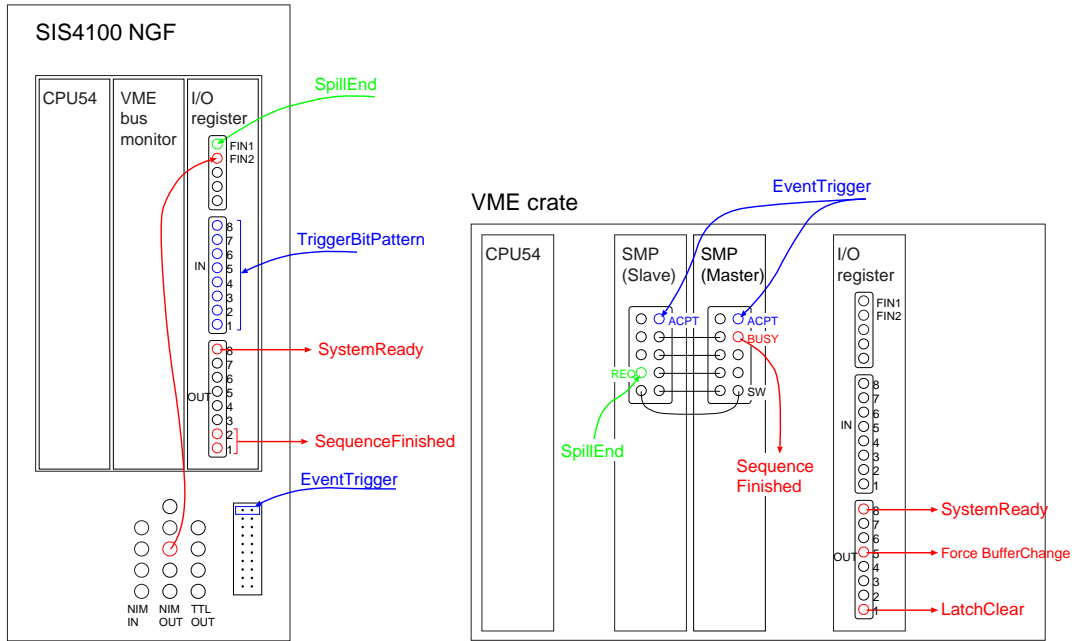 SIS4100 NGF
CPU54
VME
bus
monitor
I/O
register
SpillEnd
FIN1
FIN2
TriggerBitPattern
IN
8
7
6
5
4
3
2
1
OUT
8
7
6
5
4
3
2
1
SystemReady
SequenceFinished
EventTrigger
NIM
IN
NIM
OUT
TTL
OUT
VME crate
EventTrigger
CPU54
SMP
(Slave)
SMP
(Master)
I/O
register
ACPT
ACPT
BUSY
REQ
SW
SpillEnd
Sequence
Finished
FIN1
FIN2
IN
8
7
6
5
4
3
2
1
OUT
8
7
6
5
4
3
2
1
SystemReady
Force BufferChange
LatchClear